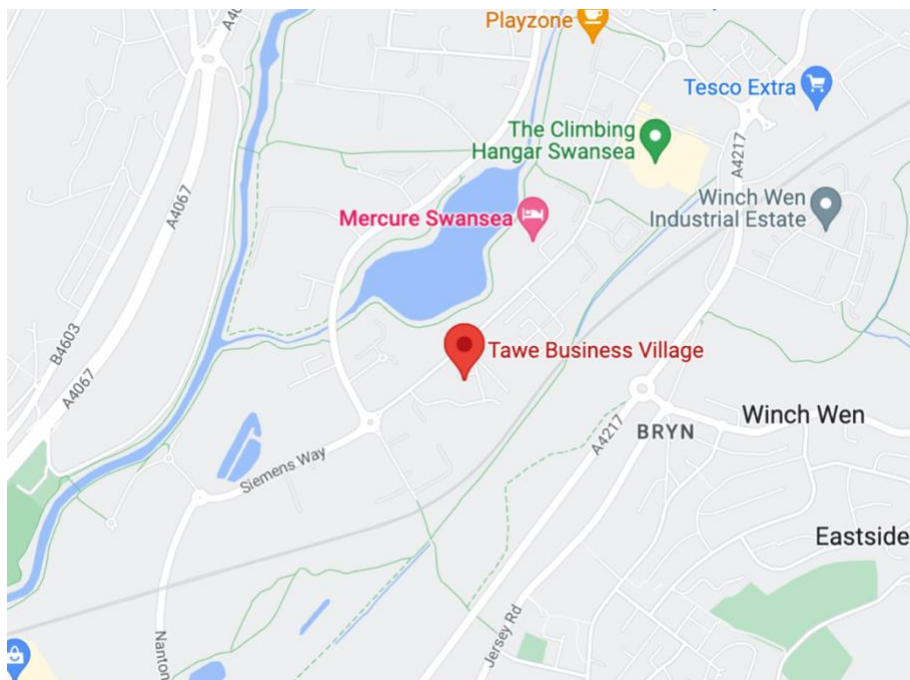 Playzone
A40
A4067
Tesco Extra
The Climbing
Hangar Swansea
A4217
Winch Wen
Industrial Estate
Mercure Swansea
B4603
A4067
Tawe Business Village
Winch Wen
BRYN
A4217
Siemens Way
Eastside
Jersey Rd
Nanton